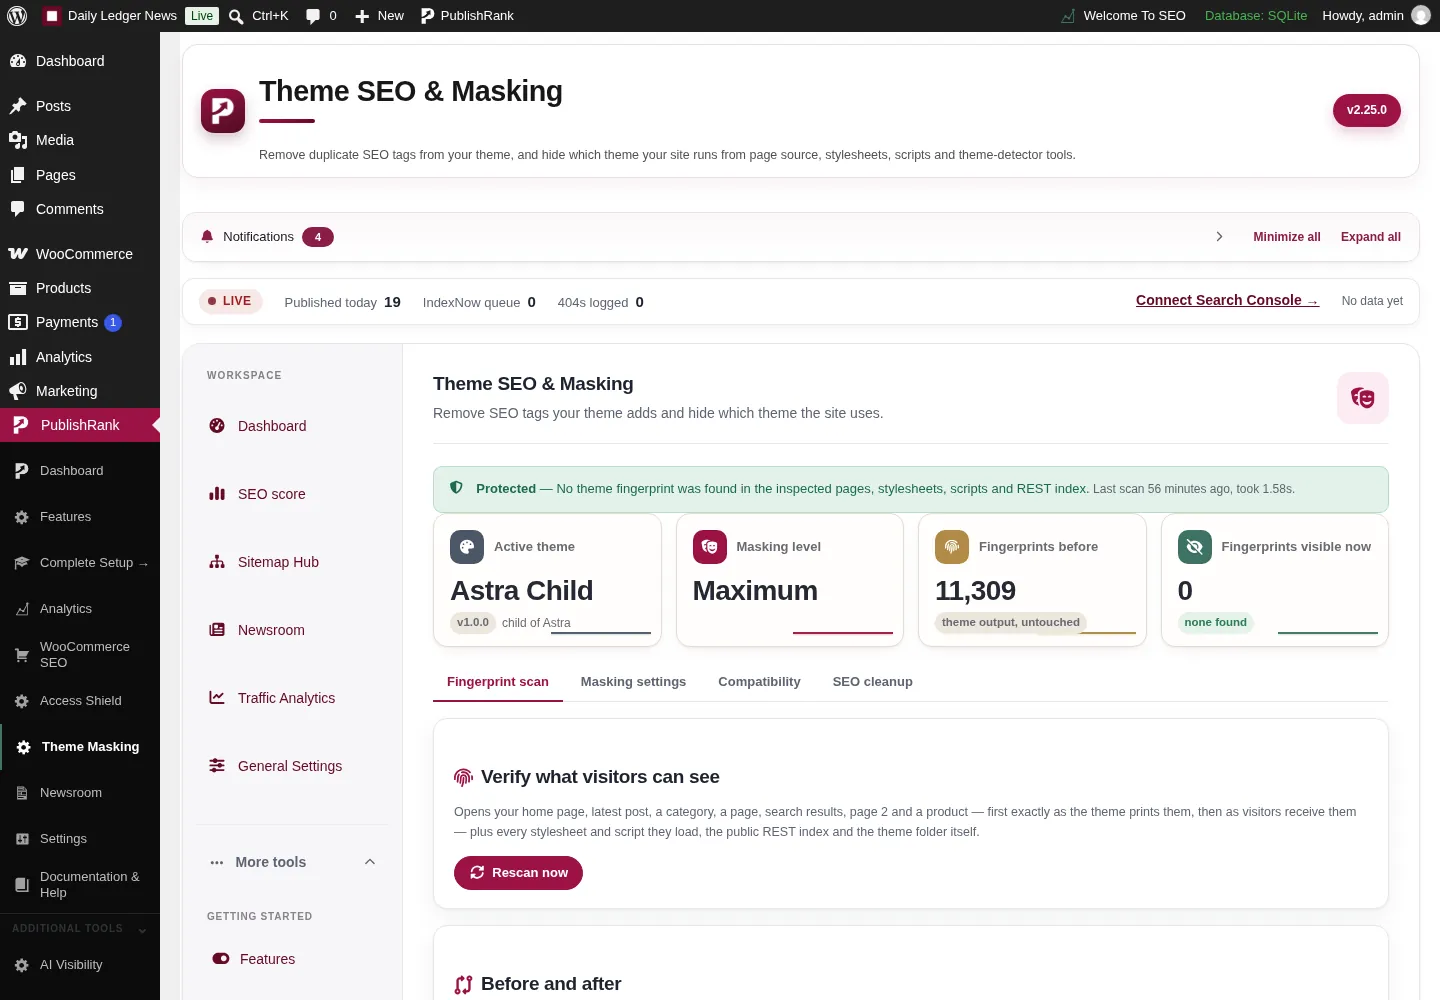 Daily Ledger News Live Ctrl+K 0 New PublishRank Welcome To SEO Database: SQLite Howdy, admin
Dashboard
Posts
Media
Pages
Comments
WooCommerce
Products
Payments 1
Analytics
Marketing
PublishRank
Dashboard
Features
Complete Setup →
Analytics
WooCommerce
SEO
Access Shield
Theme Masking
Newsroom
Settings
Documentation &
Help
ADDITIONAL TOOLS
AI Visibility
Theme SEO & Masking
v2.25.0
Remove duplicate SEO tags from your theme, and hide which theme your site runs from page source, stylesheets, scripts and theme-detector tools.
Notifications 4 Minimize all Expand all
LIVE Published today 19 IndexNow queue 0 404s logged 0 Connect Search Console → No data yet
WORKSPACE
Dashboard
SEO score
Sitemap Hub
Newsroom
Traffic Analytics
General Settings
More tools
GETTING STARTED
Features
Theme SEO & Masking
Remove SEO tags your theme adds and hide which theme the site uses.
Protected — No theme fingerprint was found in the inspected pages, stylesheets, scripts and REST index. Last scan 56 minutes ago, took 1.58s.
Active theme
Astra Child
v1.0.0 child of Astra
Masking level
Maximum
Fingerprints before
11,309
theme output, untouched
Fingerprints visible now
0
none found
Fingerprint scan Masking settings Compatibility SEO cleanup
Verify what visitors can see
Opens your home page, latest post, a category, a page, search results, page 2 and a product — first exactly as the theme prints them, then as visitors receive them
— plus every stylesheet and script they load, the public REST index and the theme folder itself.
Rescan now
Before and after